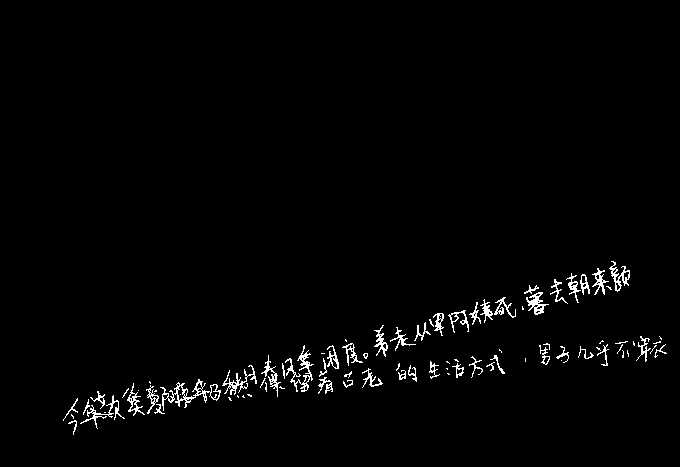 今年欢笑复明年，秋月春风等闲度。弟走从军阿姨死，暮去朝来颜
仍然保留着古老的生活方式，男子几乎不穿衣